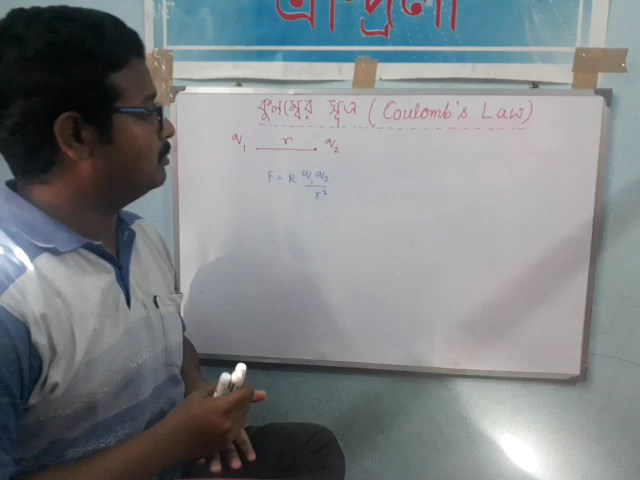 কুলম্বের সূত্র (Coulomb's Law)
q₁ r q₂
F = k q₁q₂/r²